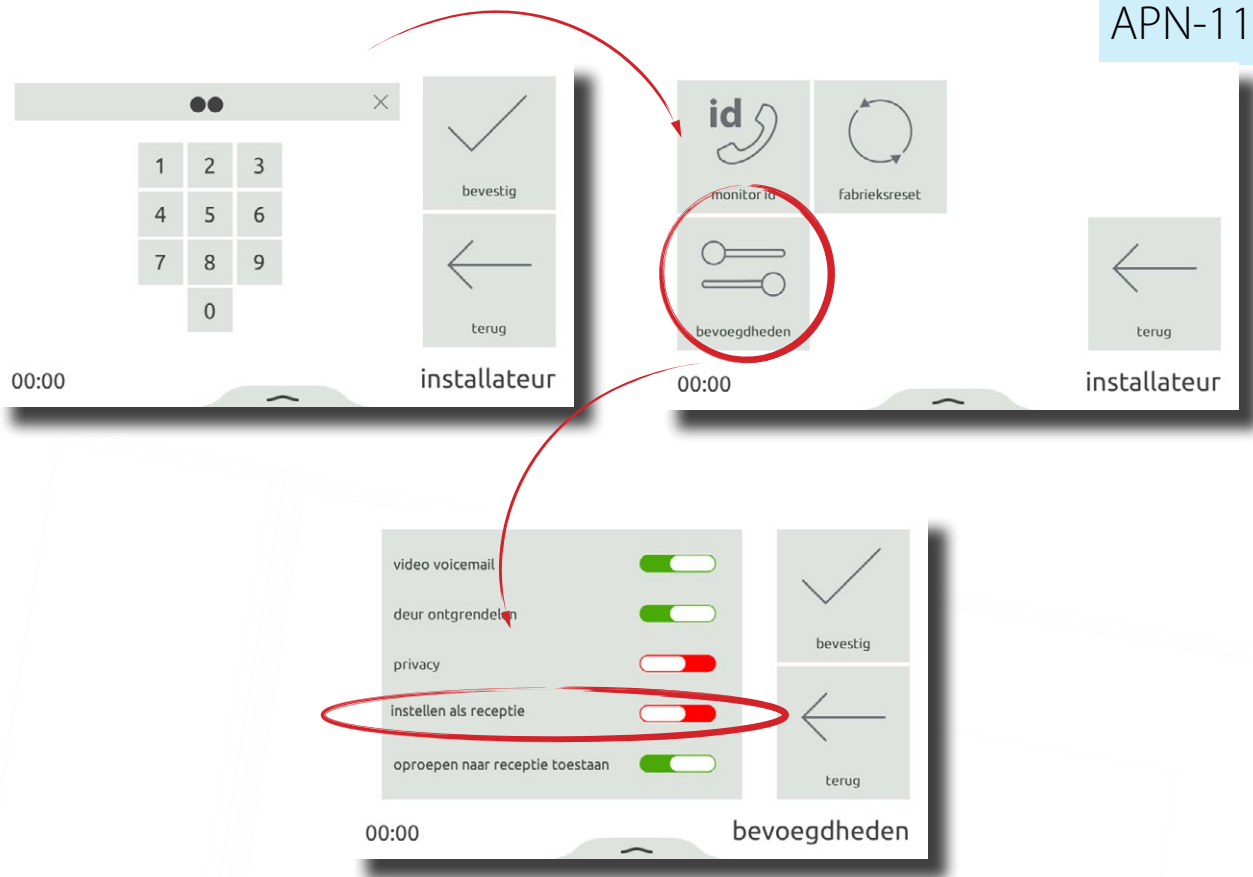 APN-11
bevestig
1 2 3
4 5 6
7 8 9
0
terug
00:00
installateur
id
monitor id
fabrieksreset
bevoegdheden
terug
00:00
installateur
video voicemail
deur ontgrendelen
privacy
instellen als receptie
oproepen naar receptie toestaan
bevestig
terug
00:00
bevoegdheden